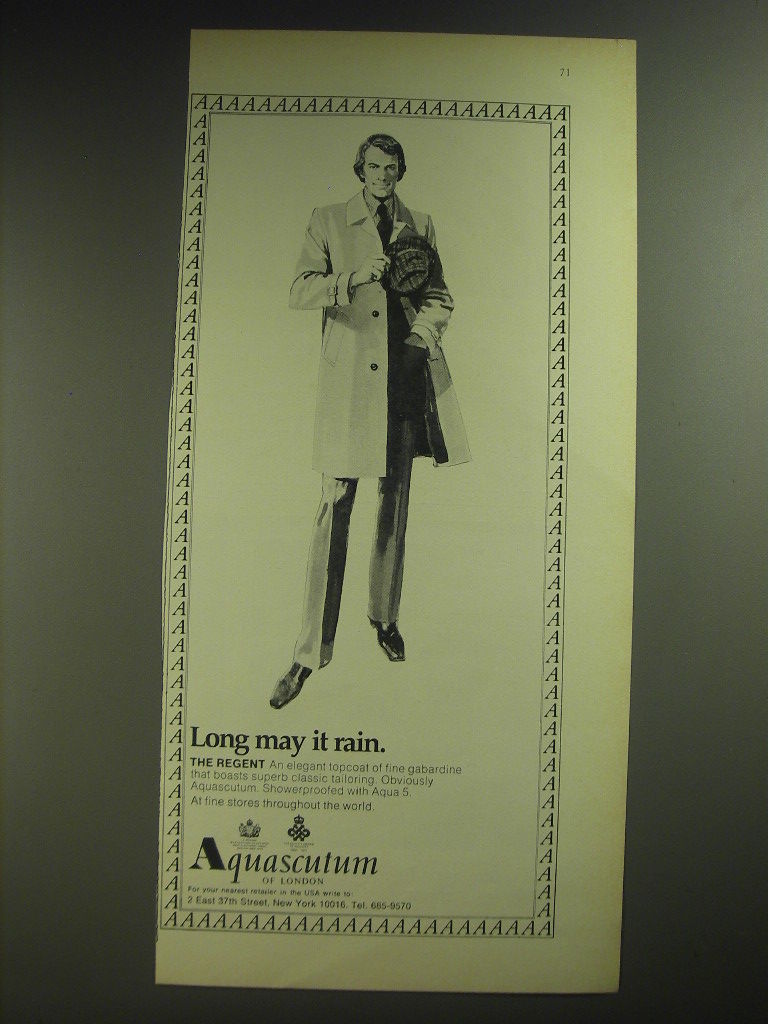 71
Long may it rain.
THE REGENT An elegant topcoat of fine gabardine
that boasts superb classic tailoring. Obviously
Aquascutum. Showerproofed with Aqua 5.
At fine stores throughout the world.
Aquascutum
OF LONDON
For your nearest retailer in the USA write to:
2 East 37th Street, New York 10016. Tel. 685-9570